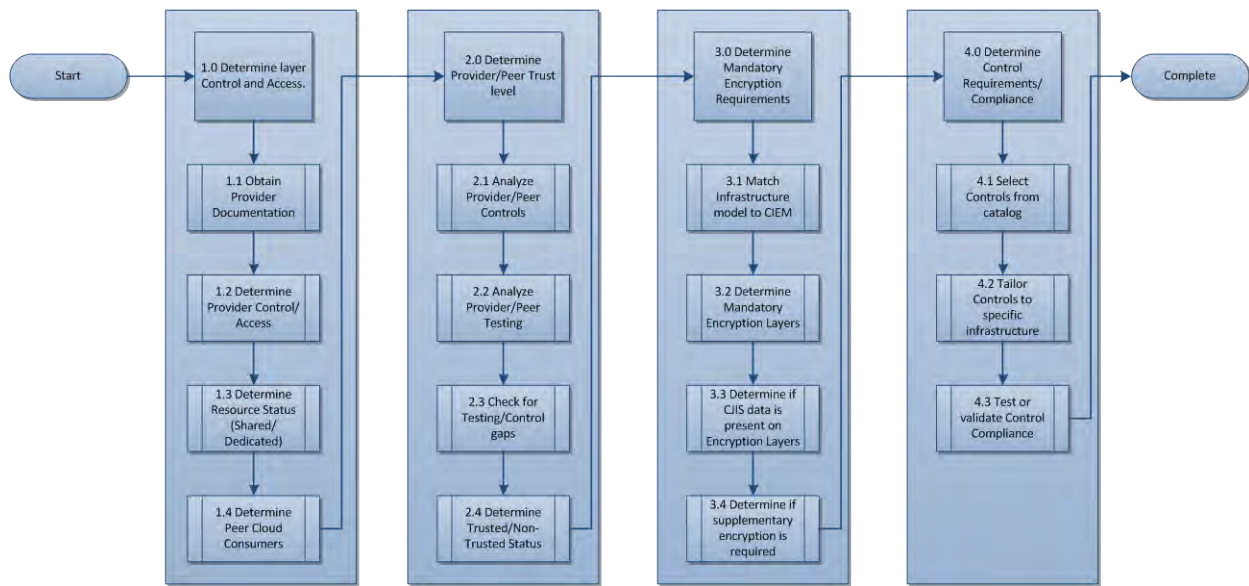 Start
1.0 Determine layer
Control and Access.
1.1 Obtain
Provider
Documentation
1.2 Determine
Provider Control/
Access
1.3 Determine
Resource Status
(Shared/
Dedicated)
1.4 Determine
Peer Cloud
Consumers
2.0 Determine
Provider/Peer Trust
level
2.1 Analyze
Provider/Peer
Controls
2.2 Analyze
Provider/Peer
Testing
2.3 Check for
Testing/Control
gaps
2.4 Determine
Trusted/Non-
Trusted Status
3.0 Determine
Mandatory
Encryption
Requirements
3.1 Match
Infrastructure
model to CIEM
3.2 Determine
Mandatory
Encryption Layers
3.3 Determine if
CJIS data is
present on
Encryption Layers
3.4 Determine if
supplementary
encryption is
required
4.0 Determine
Control
Requirements/
Compliance
4.1 Select
Controls from
catalog
4.2 Tailor
Controls to
specific
infrastructure
4.3 Test or
validate Control
Compliance
Complete